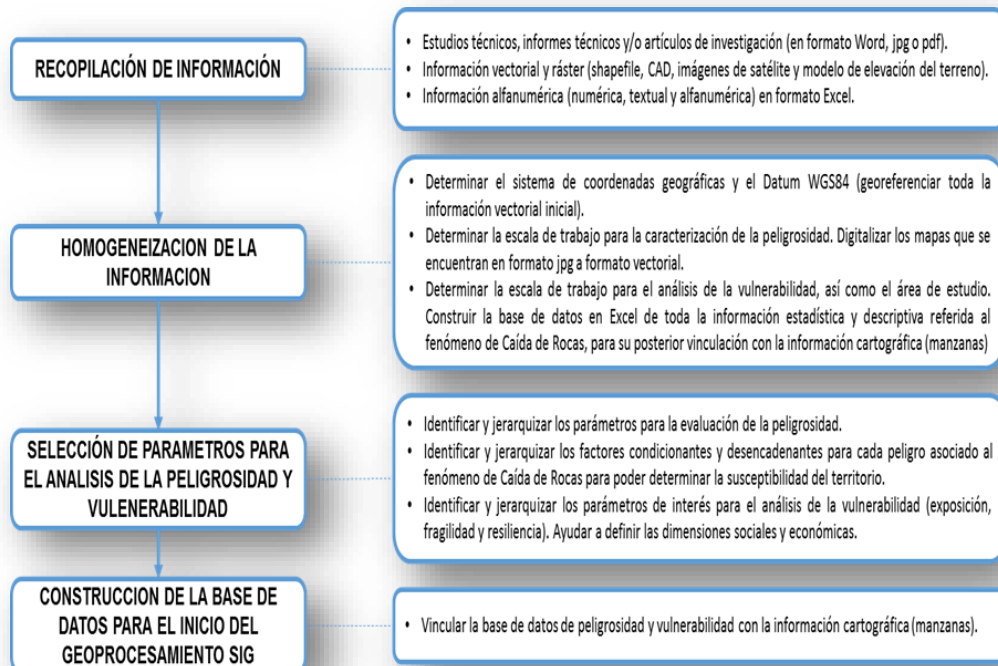 RECOPILACIÓN DE INFORMACIÓN
• Estudios técnicos, informes técnicos y/o artículos de investigación (en formato Word, jpg o pdf).
• Información vectorial y ráster (shapefile, CAD, imágenes de satélite y modelo de elevación del terreno).
• Información alfanumérica (numérica, textual y alfanumérica) en formato Excel.
HOMOGENEIZACION DE LA
INFORMACION
• Determinar el sistema de coordenadas geográficas y el Datum WGS84 (georeferenciar toda la
información vectorial inicial).
• Determinar la escala de trabajo para la caracterización de la peligrosidad. Digitalizar los mapas que se
encuentran en formato jpg a formato vectorial.
• Determinar la escala de trabajo para el análisis de la vulnerabilidad, así como el área de estudio.
Construir la base de datos en Excel de toda la información estadística y descriptiva referida al
fenómeno de Caída de Rocas, para su posterior vinculación con la información cartográfica (manzanas)
SELECCIÓN DE PARAMETROS PARA
EL ANALISIS DE LA PELIGROSIDAD Y
VULENERABILIDAD
• Identificar y jerarquizar los parámetros para la evaluación de la peligrosidad.
• Identificar y jerarquizar los factores condicionantes y desencadenantes para cada peligro asociado al
fenómeno de Caída de Rocas para poder determinar la susceptibilidad del territorio.
• Identificar y jerarquizar los parámetros de interés para el análisis de la vulnerabilidad (exposición,
fragilidad y resiliencia). Ayudar a definir las dimensiones sociales y económicas.
CONSTRUCCION DE LA BASE DE
DATOS PARA EL INICIO DEL
GEOPROCESAMIENTO SIG
• Vincular la base de datos de peligrosidad y vulnerabilidad con la información cartográfica (manzanas).